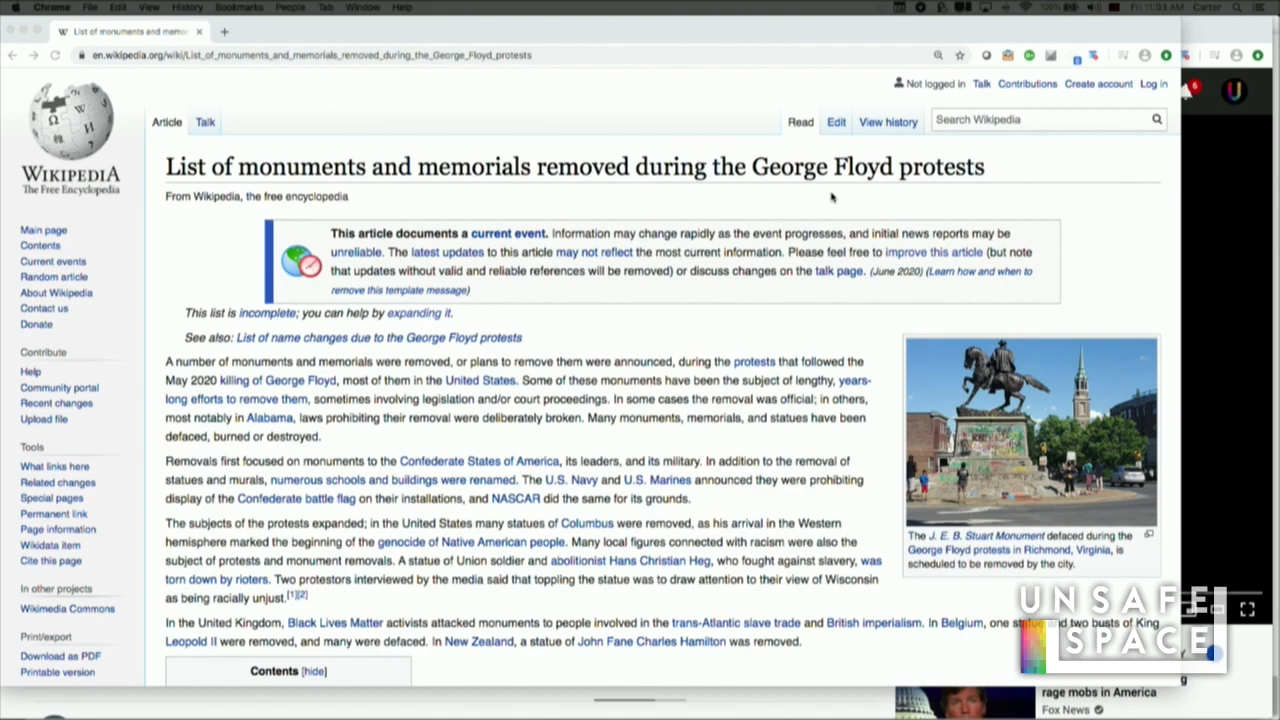 Chrome File Edit View History Bookmarks People Tab Window Help 100% Fri 11:03 AM Carter
List of monuments and memor
en.wikipedia.org/wiki/List_of_monuments_and_memorials_removed_during_the_George_Floyd_protests
6
Not logged in Talk Contributions Create account Log in
Article Talk Read Edit View history Search Wikipedia
WIKIPEDIA
The Free Encyclopedia
List of monuments and memorials removed during the George Floyd protests
From Wikipedia, the free encyclopedia
Main page
Contents
Current events
Random article
About Wikipedia
Contact us
Donate
Contribute
Help
Community portal
Recent changes
Upload file
Tools
What links here
Related changes
Special pages
Permanent link
Page information
Wikidata item
Cite this page
In other projects
Wikimedia Commons
Print/export
Download as PDF
Printable version
This article documents a current event. Information may change rapidly as the event progresses, and initial news reports may be
unreliable. The latest updates to this article may not reflect the most current information. Please feel free to improve this article (but note
that updates without valid and reliable references will be removed) or discuss changes on the talk page. (June 2020) (Learn how and when to
remove this template message)
This list is incomplete; you can help by expanding it.
See also: List of name changes due to the George Floyd protests
A number of monuments and memorials were removed, or plans to remove them were announced, during the protests that followed the
May 2020 killing of George Floyd, most of them in the United States. Some of these monuments have been the subject of lengthy, years-
long efforts to remove them, sometimes involving legislation and/or court proceedings. In some cases the removal was official; in others,
most notably in Alabama, laws prohibiting their removal were deliberately broken. Many monuments, memorials, and statues have been
defaced, burned or destroyed.
Removals first focused on monuments to the Confederate States of America, its leaders, and its military. In addition to the removal of
statues and murals, numerous schools and buildings were renamed. The U.S. Navy and U.S. Marines announced they were prohibiting
display of the Confederate battle flag on their installations, and NASCAR did the same for its grounds.
The subjects of the protests expanded; in the United States many statues of Columbus were removed, as his arrival in the Western
hemisphere marked the beginning of the genocide of Native American people. Many local figures connected with racism were also the
subject of protests and monument removals. A statue of Union soldier and abolitionist Hans Christian Heg, who fought against slavery, was
torn down by rioters. Two protestors interviewed by the media said that toppling the statue was to draw attention to their view of Wisconsin
as being racially unjust.[1][2]
In the United Kingdom, Black Lives Matter activists attacked monuments to people involved in the trans-Atlantic slave trade and British imperialism. In Belgium, one statue and two busts of King
Leopold II were removed, and many were defaced. In New Zealand, a statue of John Fane Charles Hamilton was removed.
Contents [hide]
The J. E. B. Stuart Monument defaced during the
George Floyd protests in Richmond, Virginia, is
scheduled to be removed by the city.
UNSAFE
SPACE
rage mobs in America
Fox News